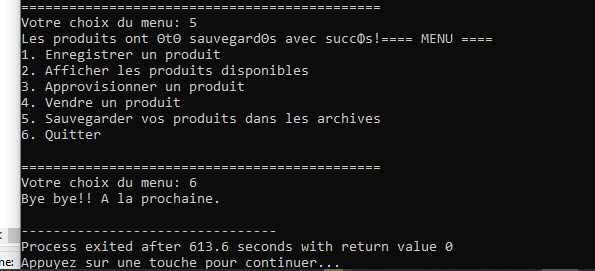 =============================================
Votre choix du menu: 5
Les produits ont Θtΰ sauvegardΘs avec succΦs!==== MENU ====
1. Enregistrer un produit
2. Afficher les produits disponibles
3. Approvisionner un produit
4. Vendre un produit
5. Sauvegarder vos produits dans les archives
6. Quitter
=============================================
Votre choix du menu: 6
Bye bye!! A la prochaine.
--------------------------------
Process exited after 613.6 seconds with return value 0
Appuyez sur une touche pour continuer...
ne: